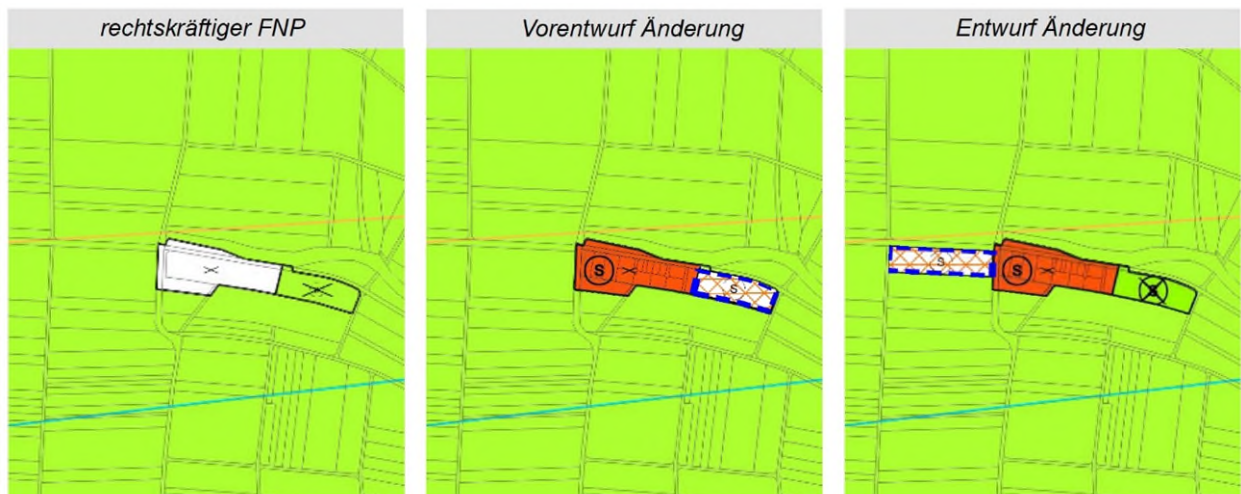 rechtskräftiger FNP
Vorentwurf Änderung
Entwurf Änderung
S
S
S
S
S